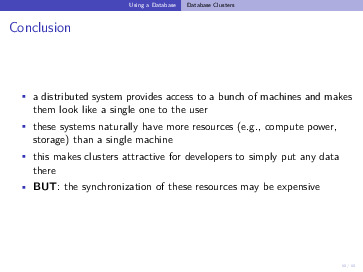 Using a Database Database Clusters
Conclusion
a distributed system provides access to a bunch of machines and makes
them look like a single one to the user
these systems naturally have more resources (e.g., compute power,
storage) than a single machine
this makes clusters attractive for developers to simply put any data
there
BUT: the synchronization of these resources may be expensive